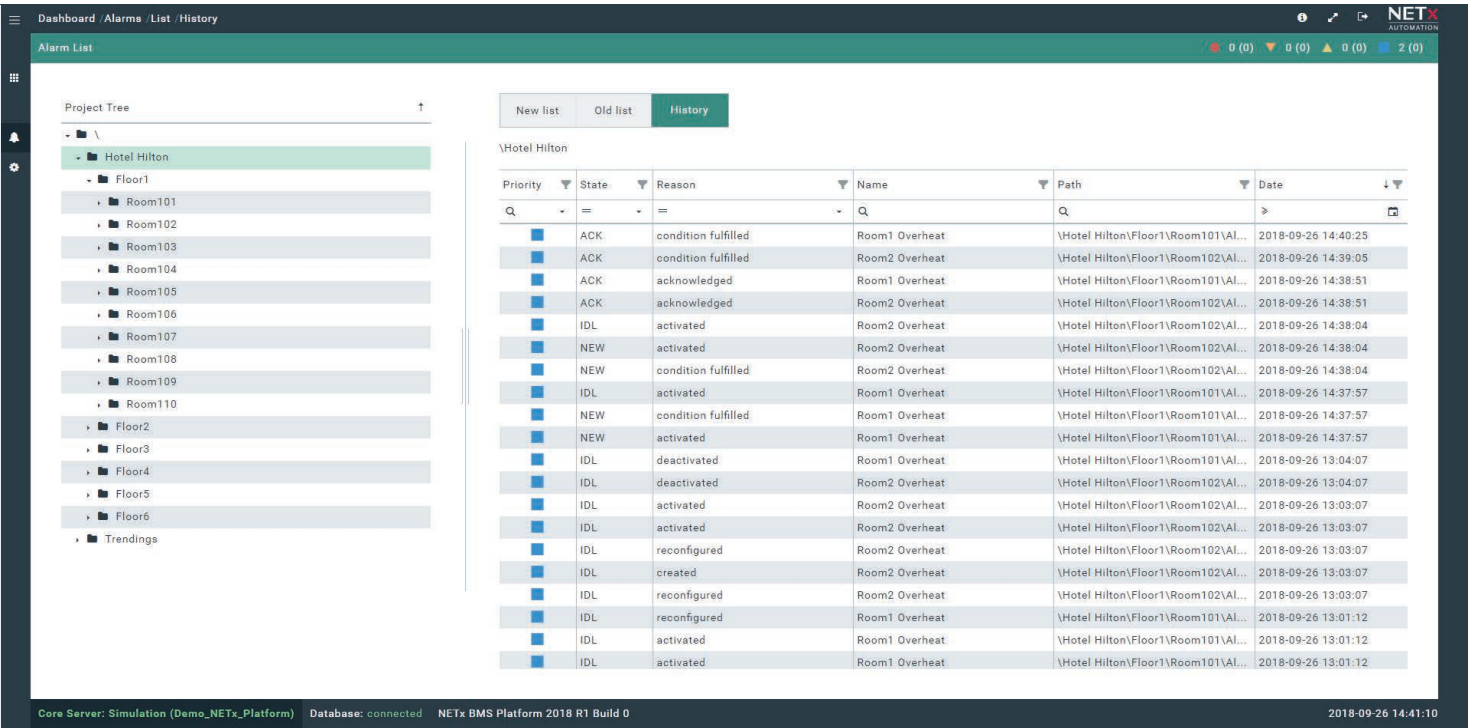 Dashboard /Alarms /List /History
NETx
AUTOMATION
Alarm List
0 (0) 0 (0) 0 (0) 2 (0)
Project Tree
\
Hotel Hilton
Floor1
Room101
Room102
Room103
Room104
Room105
Room106
Room107
Room108
Room109
Room110
Floor2
Floor3
Floor4
Floor5
Floor6
Trendings
New list Old list History
\Hotel Hilton
Priority State Reason Name Path Date
ACK condition fulfilled Room1 Overheat \Hotel Hilton\Floor1\Room101\Al... 2018-09-26 14:40:25
ACK condition fulfilled Room2 Overheat \Hotel Hilton\Floor1\Room102\Al... 2018-09-26 14:39:05
ACK acknowledged Room1 Overheat \Hotel Hilton\Floor1\Room101\Al... 2018-09-26 14:38:51
ACK acknowledged Room2 Overheat \Hotel Hilton\Floor1\Room102\Al... 2018-09-26 14:38:51
IDL activated Room2 Overheat \Hotel Hilton\Floor1\Room102\Al... 2018-09-26 14:38:04
NEW activated Room2 Overheat \Hotel Hilton\Floor1\Room102\Al... 2018-09-26 14:38:04
NEW condition fulfilled Room2 Overheat \Hotel Hilton\Floor1\Room102\Al... 2018-09-26 14:38:04
IDL activated Room1 Overheat \Hotel Hilton\Floor1\Room101\Al... 2018-09-26 14:37:57
NEW condition fulfilled Room1 Overheat \Hotel Hilton\Floor1\Room101\Al... 2018-09-26 14:37:57
NEW activated Room1 Overheat \Hotel Hilton\Floor1\Room101\Al... 2018-09-26 14:37:57
IDL deactivated Room1 Overheat \Hotel Hilton\Floor1\Room101\Al... 2018-09-26 13:04:07
IDL deactivated Room2 Overheat \Hotel Hilton\Floor1\Room102\Al... 2018-09-26 13:04:07
IDL activated Room2 Overheat \Hotel Hilton\Floor1\Room102\Al... 2018-09-26 13:03:07
IDL activated Room2 Overheat \Hotel Hilton\Floor1\Room102\Al... 2018-09-26 13:03:07
IDL reconfigured Room2 Overheat \Hotel Hilton\Floor1\Room102\Al... 2018-09-26 13:03:07
IDL created Room2 Overheat \Hotel Hilton\Floor1\Room102\Al... 2018-09-26 13:03:07
IDL reconfigured Room2 Overheat \Hotel Hilton\Floor1\Room102\Al... 2018-09-26 13:03:07
IDL reconfigured Room1 Overheat \Hotel Hilton\Floor1\Room101\Al... 2018-09-26 13:01:12
IDL activated Room1 Overheat \Hotel Hilton\Floor1\Room101\Al... 2018-09-26 13:01:12
IDL activated Room1 Overheat \Hotel Hilton\Floor1\Room101\Al... 2018-09-26 13:01:12
Core Server: Simulation (Demo_NETx_Platform) Database: connected NETx BMS Platform 2018 R1 Build 0 2018-09-26 14:41:10